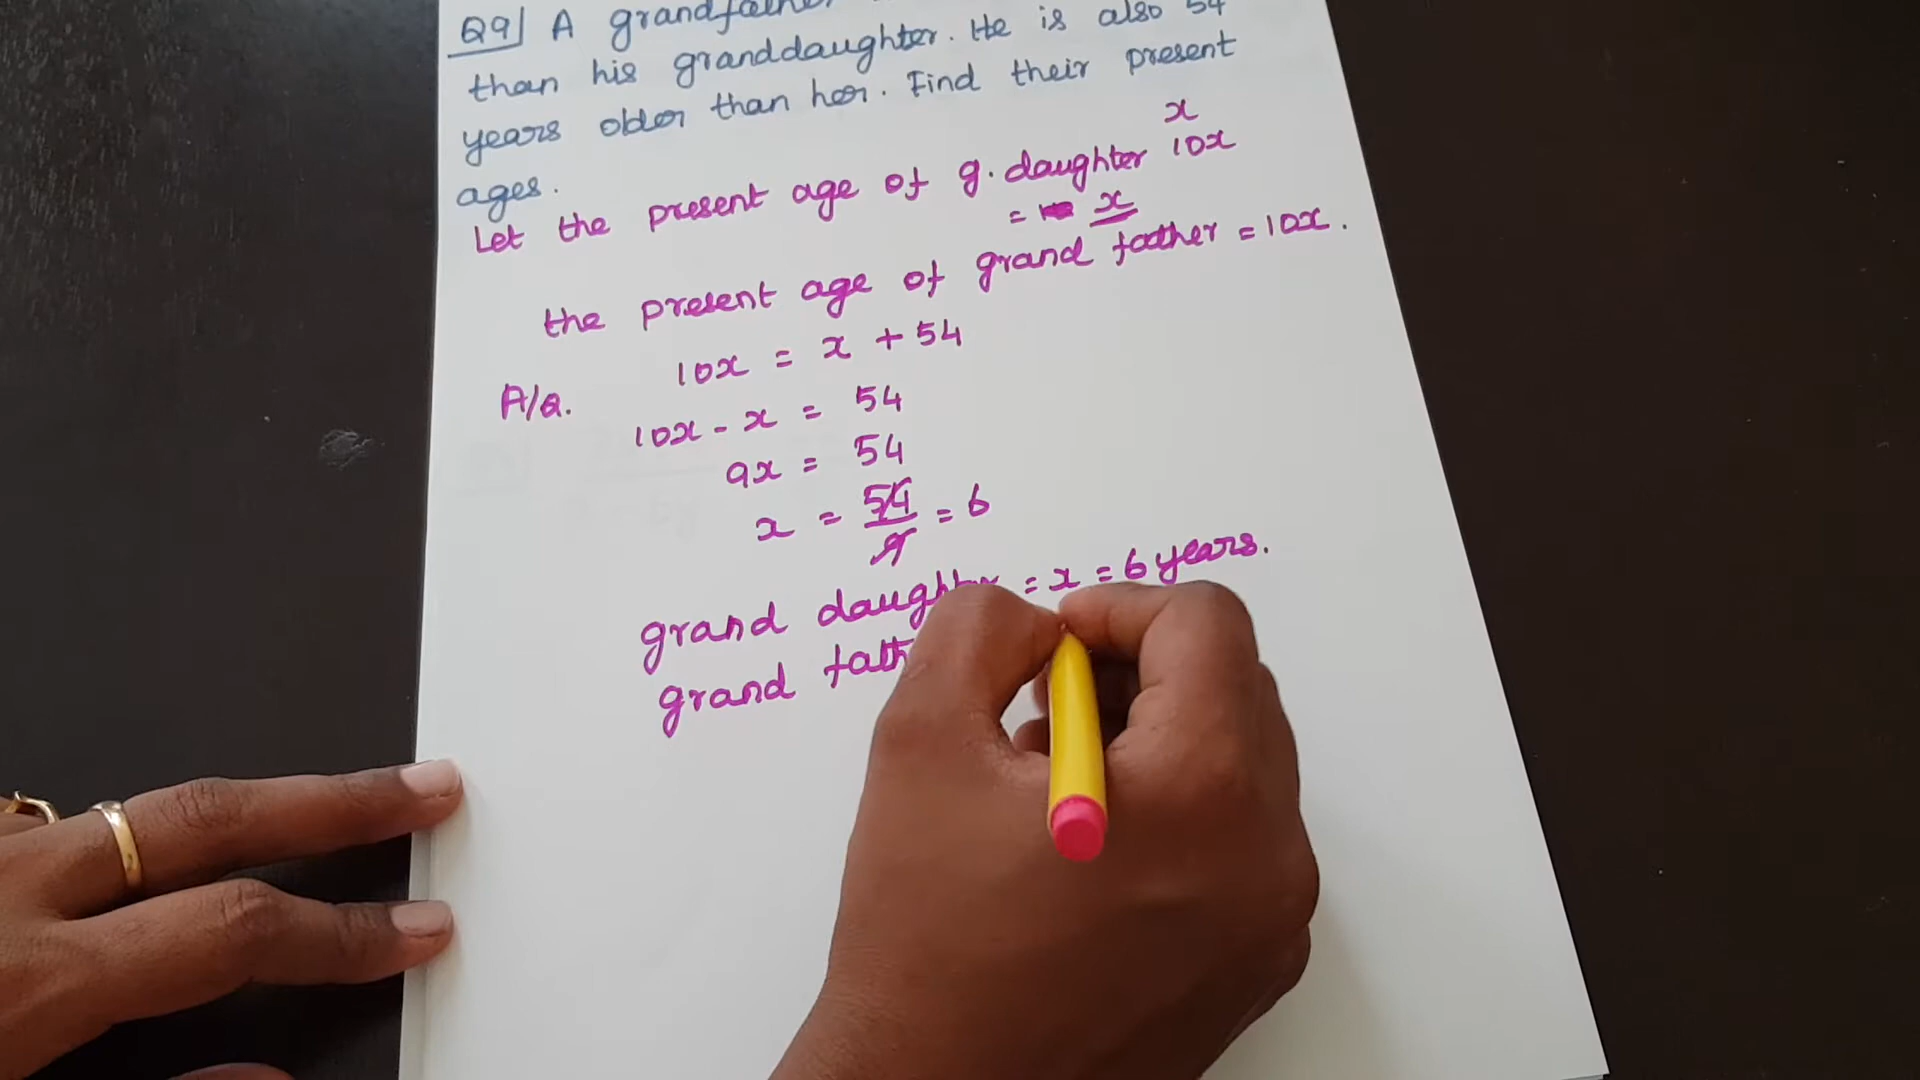 Q9] A grandfather
than his granddaughter. He is also 54
years older than her. Find their present
ages.
x
10x
Let the present age of g. daughter
= x
the present age of grand father = 10x.
A/Q. 10x = x + 54
10x - x = 54
9x = 54
x = 54/9 = 6
grand daughter = x = 6 years.
grand fath